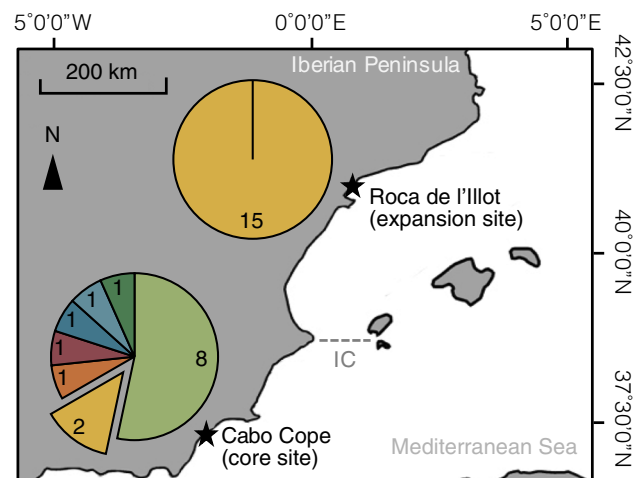 5°0'0"W
0°0'0"E
5°0'0"E
42°30'0"N
200 km
Iberian Peninsula
N
15
Roca de l'Illot
(expansion site)
40°0'0"N
1
1
1
1
1
8
2
IC
37°30'0"N
Cabo Cope
(core site)
Mediterranean Sea